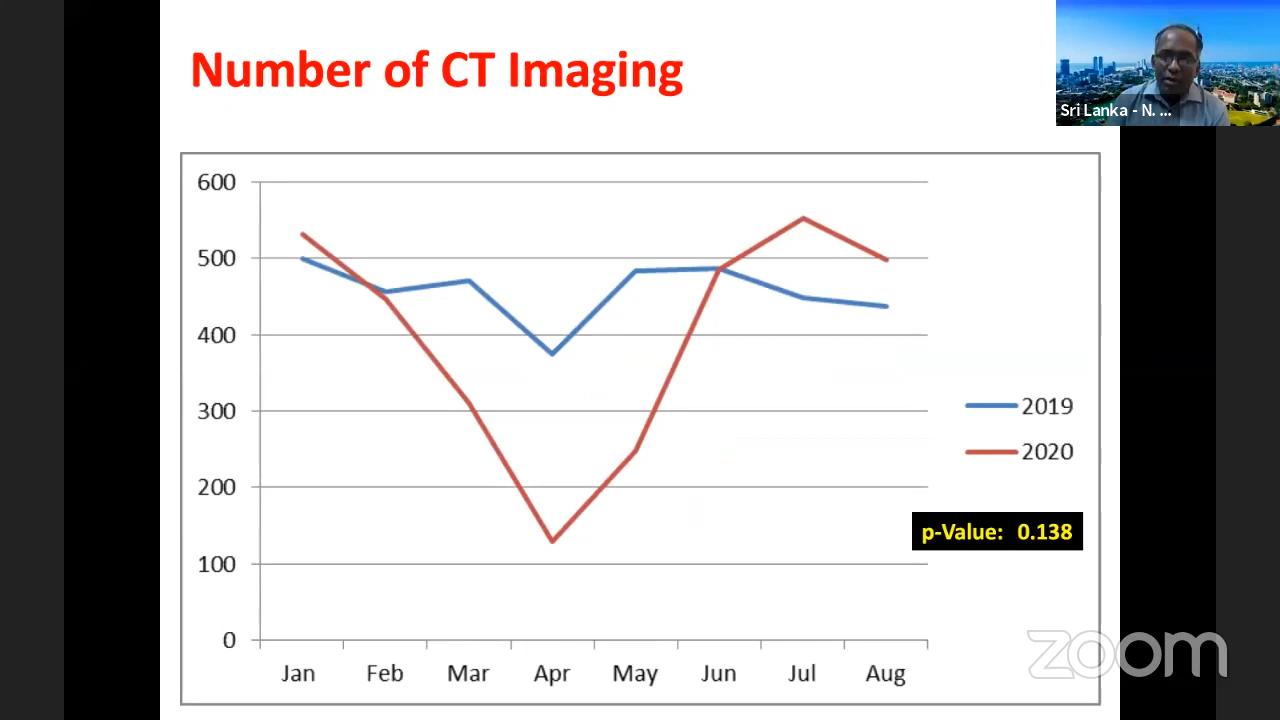 Number of CT Imaging
Sri Lanka - N. ...
600
500
400
300
200
100
0
Jan Feb Mar Apr May Jun Jul Aug
2019
2020
p-Value: 0.138
zoom